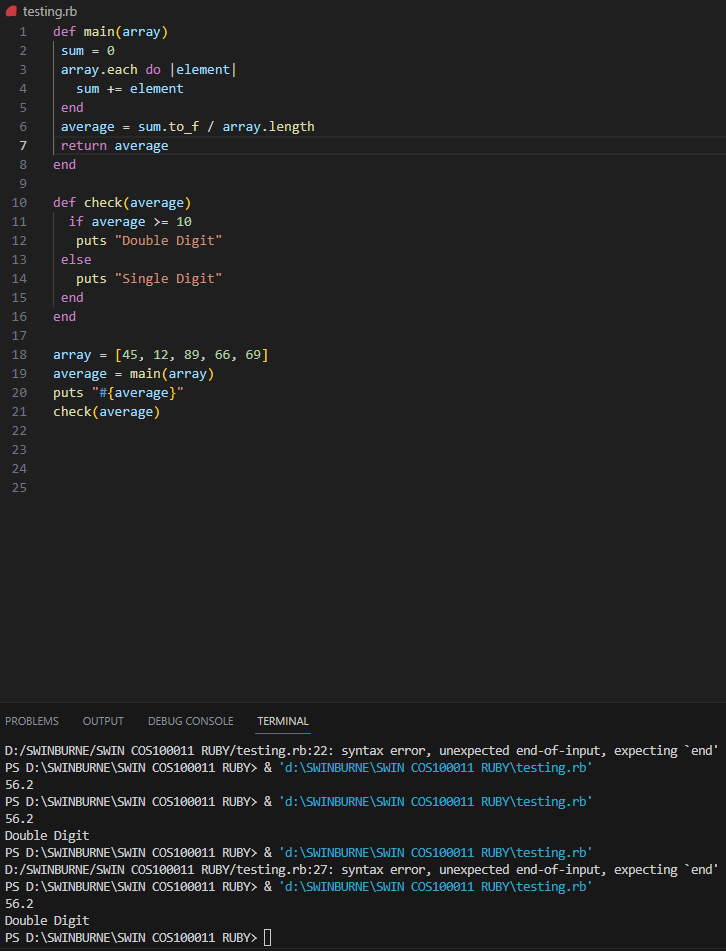 testing.rb
1 def main(array)
2 sum = 0
3 array.each do |element|
4 sum += element
5 end
6 average = sum.to_f / array.length
7 return average
8 end
9
10 def check(average)
11 if average >= 10
12 puts "Double Digit"
13 else
14 puts "Single Digit"
15 end
16 end
17
18 array = [45, 12, 89, 66, 69]
19 average = main(array)
20 puts "#{average}"
21 check(average)
22
23
24
25
PROBLEMS OUTPUT DEBUG CONSOLE TERMINAL
D:/SWINBURNE/SWIN COS100011 RUBY/testing.rb:22: syntax error, unexpected end-of-input, expecting `end'
PS D:\SWINBURNE\SWIN COS100011 RUBY> & 'd:\SWINBURNE\SWIN COS100011 RUBY\testing.rb'
56.2
PS D:\SWINBURNE\SWIN COS100011 RUBY> & 'd:\SWINBURNE\SWIN COS100011 RUBY\testing.rb'
56.2
Double Digit
PS D:\SWINBURNE\SWIN COS100011 RUBY> & 'd:\SWINBURNE\SWIN COS100011 RUBY\testing.rb'
D:/SWINBURNE/SWIN COS100011 RUBY/testing.rb:27: syntax error, unexpected end-of-input, expecting `end'
PS D:\SWINBURNE\SWIN COS100011 RUBY> & 'd:\SWINBURNE\SWIN COS100011 RUBY\testing.rb'
56.2
Double Digit
PS D:\SWINBURNE\SWIN COS100011 RUBY>